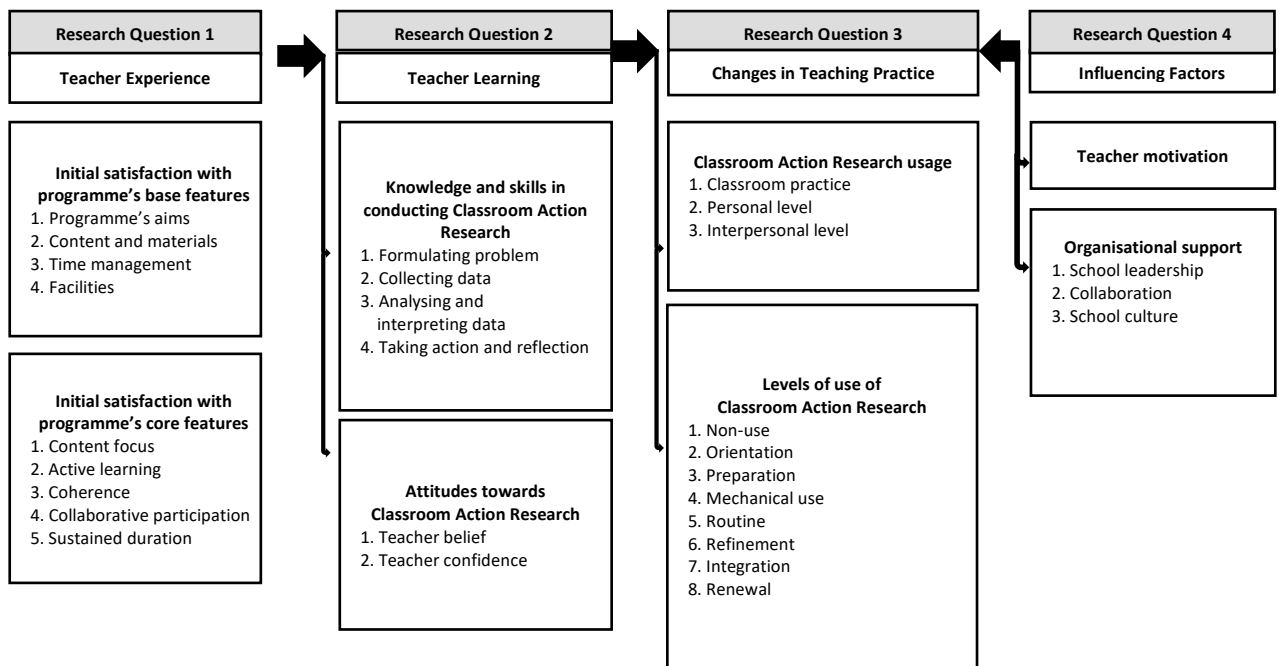 Research Question 1
Teacher Experience
Initial satisfaction with
programme's base features
1. Programme's aims
2. Content and materials
3. Time management
4. Facilities
Initial satisfaction with
programme's core features
1. Content focus
2. Active learning
3. Coherence
4. Collaborative participation
5. Sustained duration
Research Question 2
Teacher Learning
Knowledge and skills in
conducting Classroom Action
Research
1. Formulating problem
2. Collecting data
3. Analysing and
interpreting data
4. Taking action and reflection
Attitudes towards
Classroom Action Research
1. Teacher belief
2. Teacher confidence
Research Question 3
Changes in Teaching Practice
Classroom Action Research usage
1. Classroom practice
2. Personal level
3. Interpersonal level
Levels of use of
Classroom Action Research
1. Non-use
2. Orientation
3. Preparation
4. Mechanical use
5. Routine
6. Refinement
7. Integration
8. Renewal
Research Question 4
Influencing Factors
Teacher motivation
Organisational support
1. School leadership
2. Collaboration
3. School culture